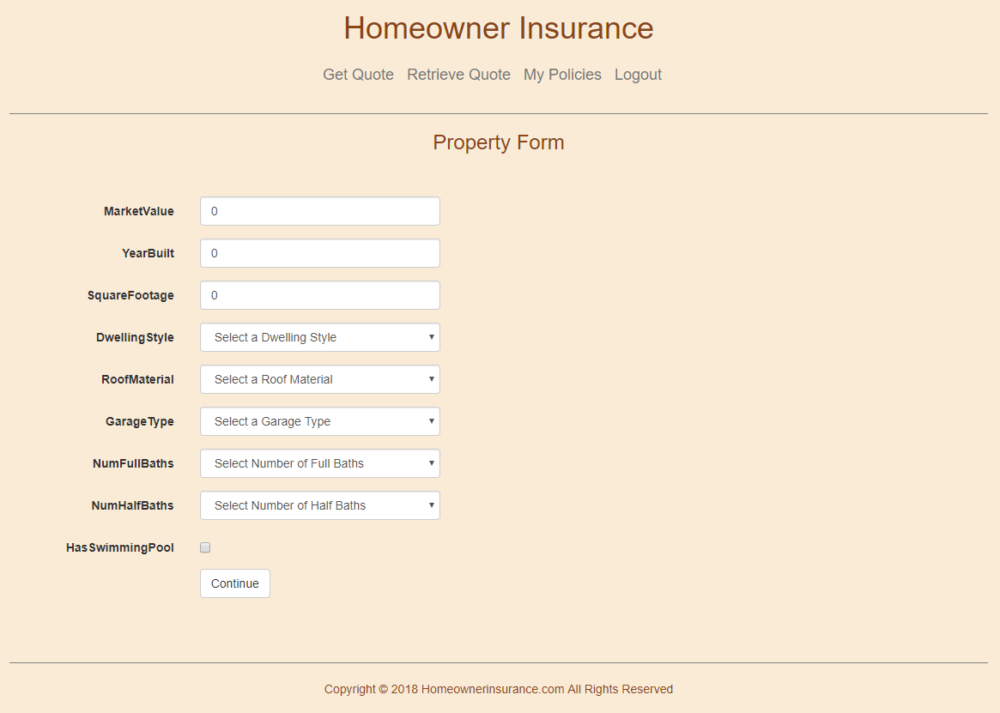 Homeowner Insurance
Get Quote Retrieve Quote My Policies Logout
Property Form
MarketValue 0
YearBuilt 0
SquareFootage 0
DwellingStyle Select a Dwelling Style
RoofMaterial Select a Roof Material
GarageType Select a Garage Type
NumFullBaths Select Number of Full Baths
NumHalfBaths Select Number of Half Baths
HasSwimmingPool
Continue
Copyright © 2018 Homeownerinsurance.com All Rights Reserved